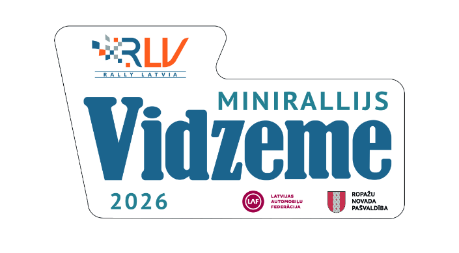 RLV
RALLY LATVIA
MINIRALLIJS
Vidzeme
2026
LAF
LATVIJAS
AUTOMOBIĻU
FEDERĀCIJA
ROPAŽU
NOVADA
PAŠVALDĪBA